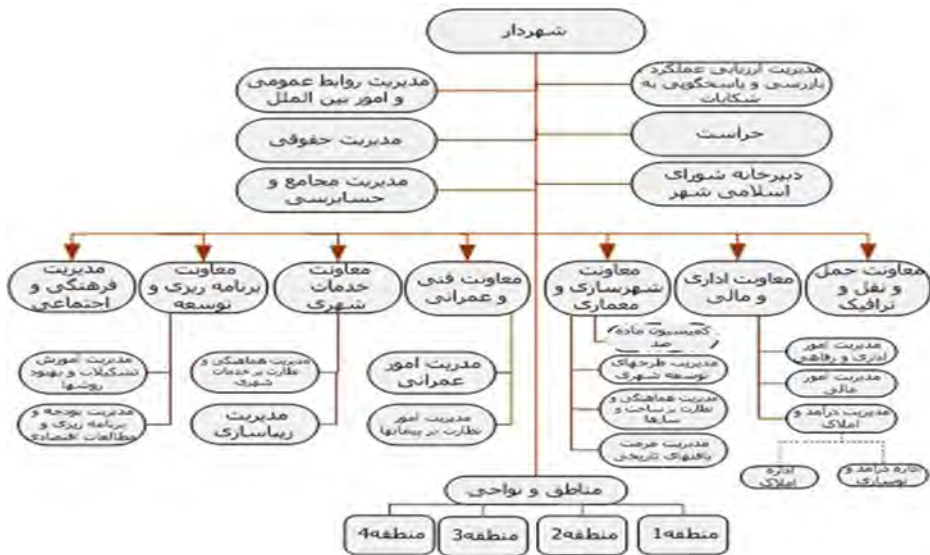 شهردار
مدیریت ارزیابی عملکرد ،
بازرسی و پاسخگویی به
شکایات
مدیریت روابط عمومی
و امور بین الملل
حراست
مدیریت حقوقی
دبیرخانه شورای
اسلامی شهر
مدیریت مجامع و
حسابرسی
معاونت حمل
و نقل و
ترافیک
معاونت اداری
و مالی
معاونت
شهرسازی و
معماری
معاونت فنی
و عمرانی
معاونت
خدمات
شهری
معاونت
برنامه ریزی و
توسعه
مدیریت
فرهنگی و
اجتماعی
مدیریت امور
اداری و رفاهی
مدیریت امور
مالی
مدیریت درآمد و
املاک
اداره درآمد و
نوسازی
اداره
املاک
کمیسیون ماده
صد
مدیریت طرحهای
توسعه شهری
مدیریت هماهنگی و
نظارت بر ساخت و
سازها
مدیریت مرمت
بافتهای تاریخی
مدریت امور
عمرانی
مدیریت امور
نظارت بر پیمانها
مدیریت هماهنگی و
نظارت بر خدمات
شهری
مدیریت
زیباسازی
مدیریت آموزش
تشکیلات و بهبود
روشها
مدیریت بودجه و
برنامه ریزی و
مطالعات اقتصادی
مناطق و نواحی
منطقه1
منطقه2
منطقه3
منطقه4